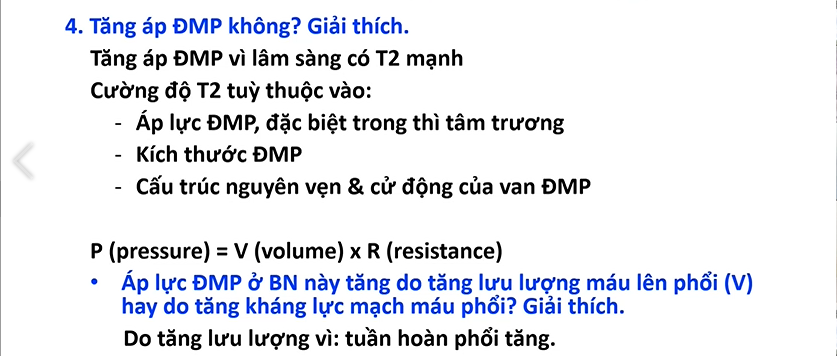 4. Tăng áp ĐMP không? Giải thích.
Tăng áp ĐMP vì lâm sàng có T2 mạnh
Cường độ T2 tuỳ thuộc vào:
- Áp lực ĐMP, đặc biệt trong thì tâm trương
- Kích thước ĐMP
- Cấu trúc nguyên vẹn & cử động của van ĐMP
P (pressure) = V (volume) x R (resistance)
• Áp lực ĐMP ở BN này tăng do tăng lưu lượng máu lên phổi (V)
hay do tăng kháng lực mạch máu phổi? Giải thích.
Do tăng lưu lượng vì: tuần hoàn phổi tăng.